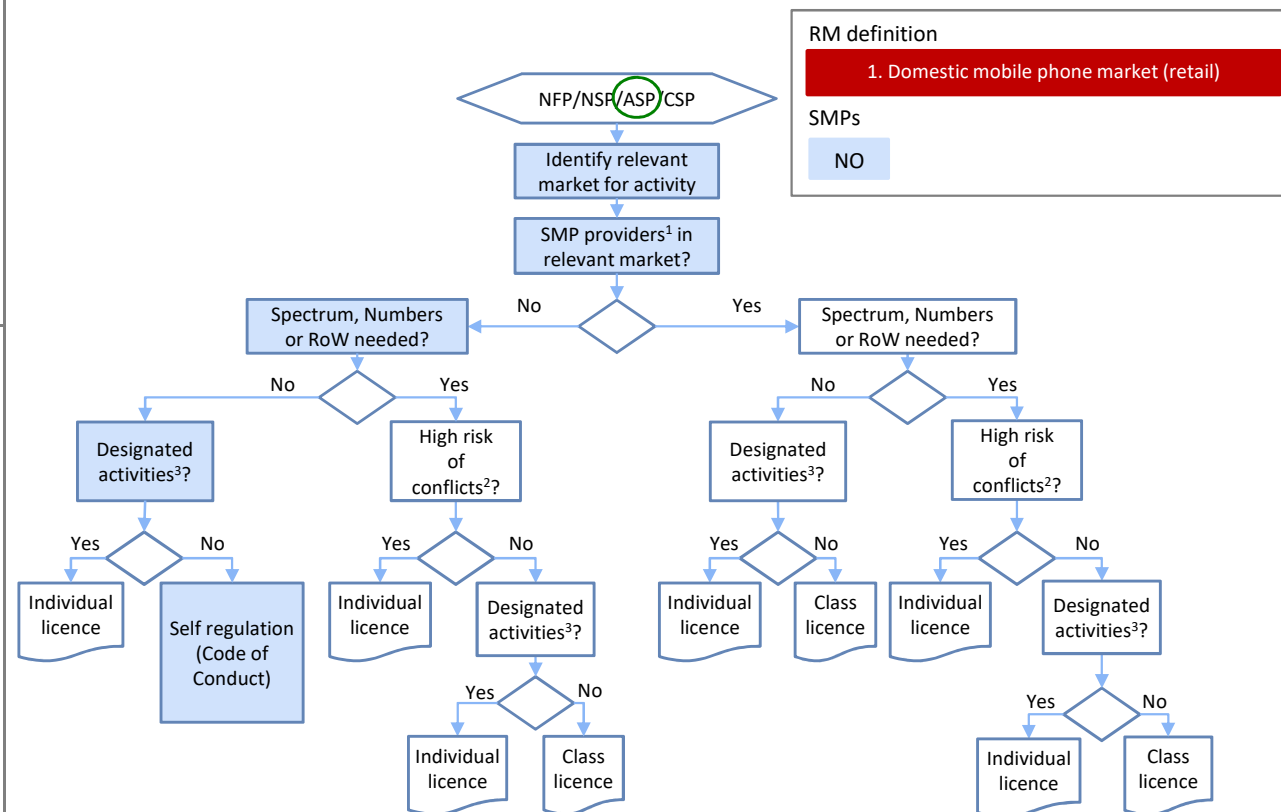 RM definition
1. Domestic mobile phone market (retail)
SMPs
NO
NFP/NSP/ASP/CSP
Identify relevant
market for activity
SMP providers¹ in
relevant market?
No
Yes
Spectrum, Numbers
or RoW needed?
Spectrum, Numbers
or RoW needed?
No
Yes
No
Yes
Designated
activities³?
High risk
of
conflicts²?
Designated
activities³?
High risk
of
conflicts²?
Yes
No
Yes
No
Yes
No
Yes
No
Individual
licence
Self regulation
(Code of
Conduct)
Individual
licence
Designated
activities³?
Individual
licence
Class
licence
Individual
licence
Designated
activities³?
Yes
No
Yes
No
Individual
licence
Class
licence
Individual
licence
Class
licence